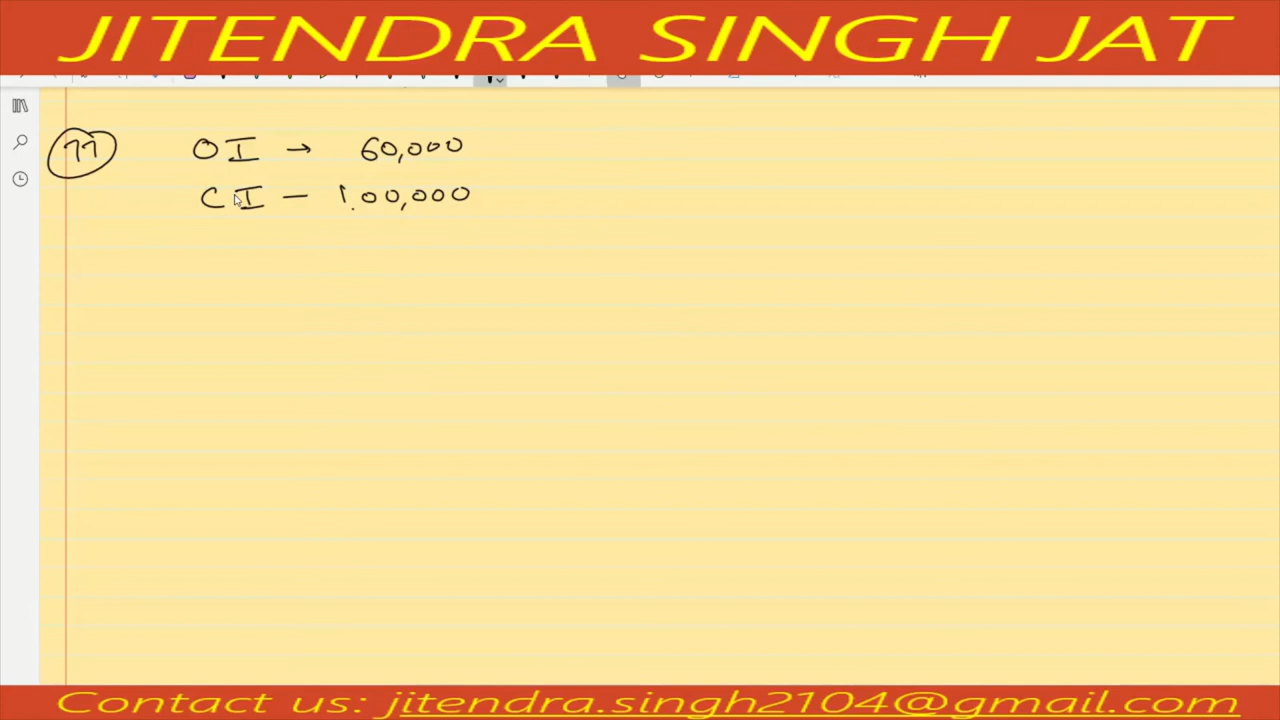 JITENDRA SINGH JAT
77 OI → 60,000
CI — 1,00,000
Contact us: jitendra.singh2104@gmail.com